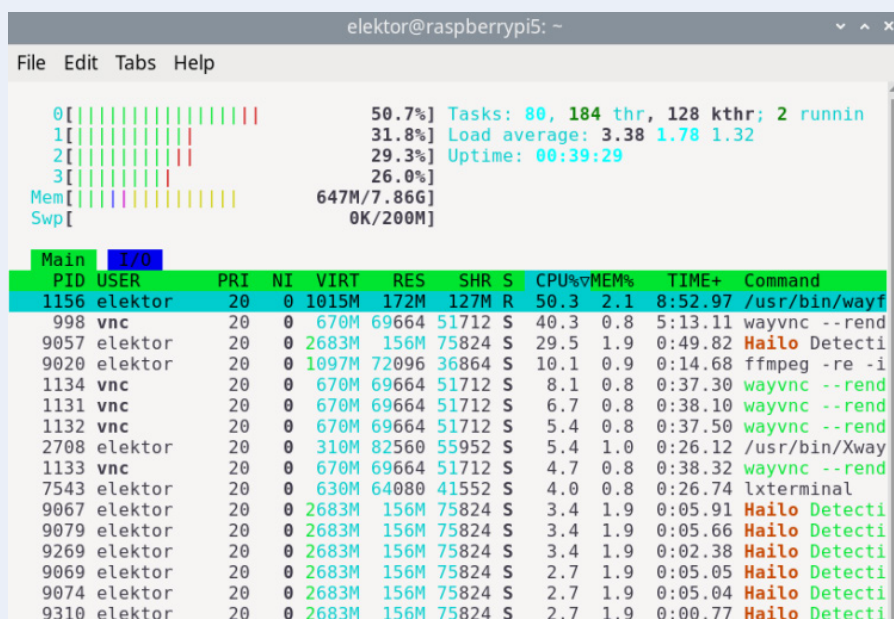 elektor@raspberrypi5: ~
File Edit Tabs Help
0[||||||||||||||||| 50.7%] Tasks: 80, 184 thr, 128 kthr; 2 runnin
1[||||||||||| 31.8%] Load average: 3.38 1.78 1.32
2[||||||||||| 29.3%] Uptime: 00:39:29
3[||||||||| 26.0%]
Mem[||||||||||||||| 647M/7.86G]
Swp[ 0K/200M]
Main I/O
PID USER PRI NI VIRT RES SHR S CPU%▽MEM% TIME+ Command
1156 elektor 20 0 1015M 172M 127M R 50.3 2.1 8:52.97 /usr/bin/wayf
998 vnc 20 0 670M 69664 51712 S 40.3 0.8 5:13.11 wayvnc --rend
9057 elektor 20 0 2683M 156M 75824 S 29.5 1.9 0:49.82 Hailo Detecti
9020 elektor 20 0 1097M 72096 36864 S 10.1 0.9 0:14.68 ffmpeg -re -i
1134 vnc 20 0 670M 69664 51712 S 8.1 0.8 0:37.30 wayvnc --rend
1131 vnc 20 0 670M 69664 51712 S 6.7 0.8 0:38.10 wayvnc --rend
1132 vnc 20 0 670M 69664 51712 S 5.4 0.8 0:37.50 wayvnc --rend
2708 elektor 20 0 310M 82560 55952 S 5.4 1.0 0:26.12 /usr/bin/Xway
1133 vnc 20 0 670M 69664 51712 S 4.7 0.8 0:38.32 wayvnc --rend
7543 elektor 20 0 630M 64080 41552 S 4.0 0.8 0:26.74 lxterminal
9067 elektor 20 0 2683M 156M 75824 S 3.4 1.9 0:05.91 Hailo Detecti
9079 elektor 20 0 2683M 156M 75824 S 3.4 1.9 0:05.66 Hailo Detecti
9269 elektor 20 0 2683M 156M 75824 S 3.4 1.9 0:02.38 Hailo Detecti
9069 elektor 20 0 2683M 156M 75824 S 2.7 1.9 0:05.05 Hailo Detecti
9074 elektor 20 0 2683M 156M 75824 S 2.7 1.9 0:05.04 Hailo Detecti
9310 elektor 20 0 2683M 156M 75824 S 2.7 1.9 0:00.77 Hailo Detecti